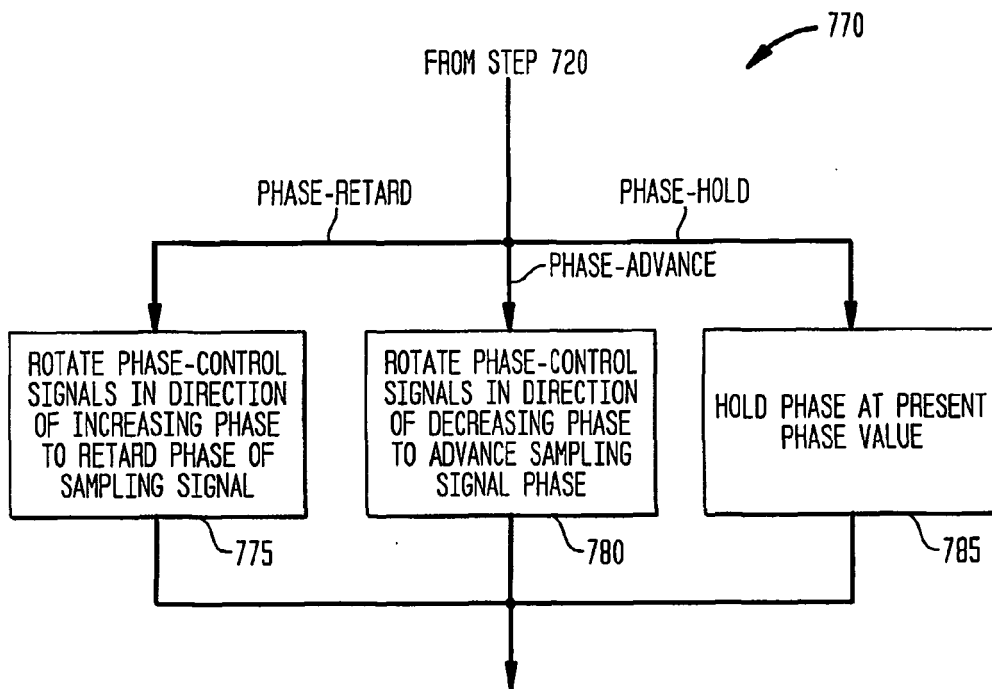 770
FROM STEP 720
PHASE-RETARD
PHASE-HOLD
PHASE-ADVANCE
ROTATE PHASE-CONTROL
SIGNALS IN DIRECTION
OF INCREASING PHASE
TO RETARD PHASE OF
SAMPLING SIGNAL
775
ROTATE PHASE-CONTROL
SIGNALS IN DIRECTION
OF DECREASING PHASE
TO ADVANCE SAMPLING
SIGNAL PHASE
780
HOLD PHASE AT PRESENT
PHASE VALUE
785